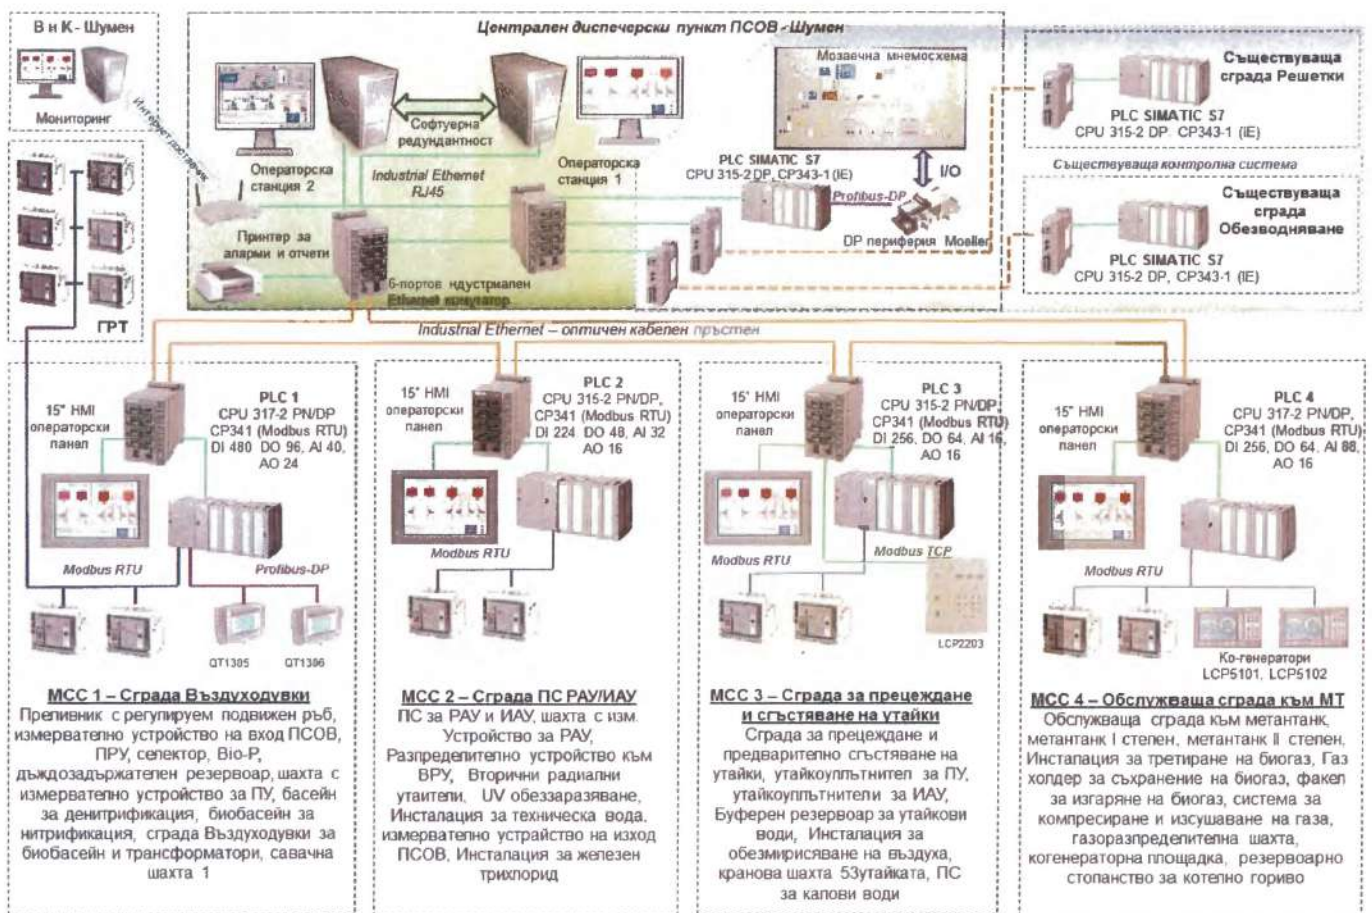 В и К - Шумен
Мониторинг
Интернет доставчик
ГРТ
Централен диспечерски пункт ПСОВ - Шумен
Софтуерна
редундантност
Операторска
станция 2
Industrial Ethernet
RJ45
Операторска
станция 1
Мозаечна мнемосхема
PLC SIMATIC S7
CPU 315-2 DP, CP343-1 (IE)
I/O
Profibus-DP
DP периферия Moeller
Принтер за
аларми и отчети
6-портов ндустриален
Ethernet комутатор
Съществуваща
сграда Решетки
PLC SIMATIC S7
CPU 315-2 DP, CP343-1 (IE)
Съществуваща контролна система
Съществуваща
сграда
Обезводняване
PLC SIMATIC S7
CPU 315-2 DP, CP343-1 (IE)
Industrial Ethernet – оптичен кабелен пръстен
15" HMI
операторски
панел
PLC 1
CPU 317-2 PN/DP
CP341 (Modbus RTU)
DI 480 DO 96, AI 40,
AO 24
Modbus RTU
Profibus-DP
QT1305
QT1306
МСС 1 – Сграда Въздуходувки
Преливник с регулируем подвижен ръб,
измервателно устройство на вход ПСОВ,
ПРУ, селектор, Bio-P,
дъждозадържателен резервоар, шахта с
измервателно устройство за ПУ, басейн
за денитрификация, биобасейн за
нитрификация, сграда Въздуходувки за
биобасейн и трансформатори, савачна
шахта 1
15" HMI
операторски
панел
PLC 2
CPU 315-2 PN/DP,
CP341 (Modbus RTU)
DI 224 DO 48, AI 32
AO 16
Modbus RTU
МСС 2 – Сграда ПС РАУ/ИАУ
ПС за РАУ и ИАУ, шахта с изм.
Устройство за РАУ,
Разпределително устройство към
ВРУ, Вторични радиални
утаители, UV обеззаразяване,
Инсталация за техническа вода,
измервателно устройство на изход
ПСОВ, Инсталация за железен
трихлорид
15" HMI
операторски
панел
PLC 3
CPU 315-2 PN/DP,
CP341 (Modbus RTU)
DI 256, DO 64, AI 16,
AO 16
Modbus RTU
Modbus TCP
LCP2203
МСС 3 – Сграда за прецеждане
и сгъстяване на утайки
Сграда за прецеждане и
предварително сгъстяване на
утайки, утайкоуплътнител за ПУ,
утайкоуплътнители за ИАУ,
Буферен резервоар за утайкови
води, Инсталация за
обезмирисяване на въздуха,
кранова шахта 53утайката, ПС
за калови води
15" HMI
операторски
панел
PLC 4
CPU 317-2 PN/DP,
CP341 (Modbus RTU)
DI 256, DO 64, AI 88,
AO 16
Modbus RTU
Ко-генератори
LCP5101, LCP5102
МСС 4 – Обслужваща сграда към МТ
Обслужваща сграда към метантанк,
метантанк I степен, метантанк II степен,
Инсталация за третиране на биогаз, Газ
холдер за съхранение на биогаз, факел
за изгаряне на биогаз, система за
компресиране и изсушаване на газа,
газоразпределителна шахта,
когенераторна площадка, резервоарно
стопанство за котелно гориво